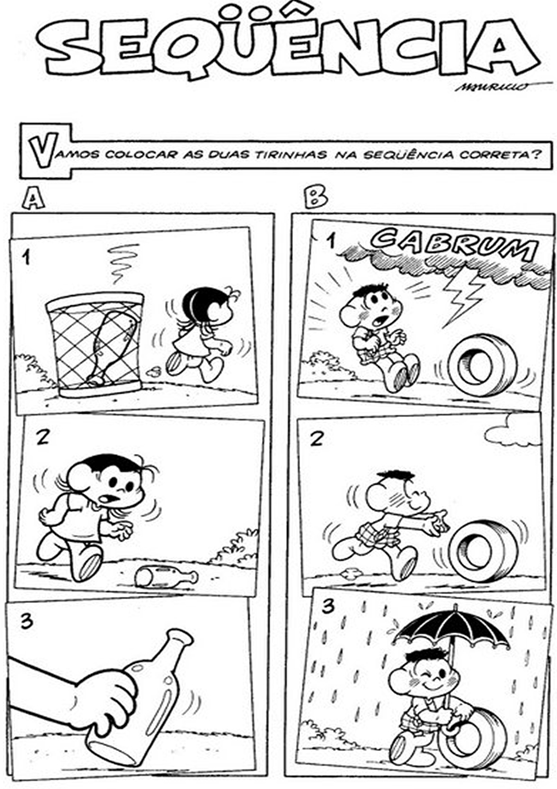 SEQÜÊNCIA
MAURICIO
VAMOS COLOCAR AS DUAS TIRINHAS NA SEQÜÊNCIA CORRETA?
A
1
2
3
B
1
CABRUM
2
3